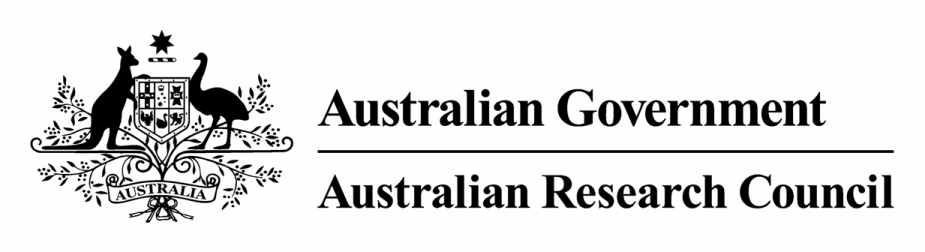 Australian Government
Australian Research Council
AUSTRALIA